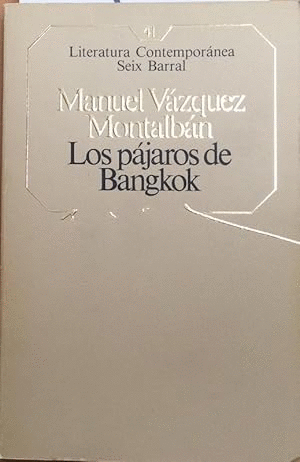 41
Literatura Contemporánea
Seix Barral
Manuel Vázquez
Montalbán
Los pájaros de
Bangkok